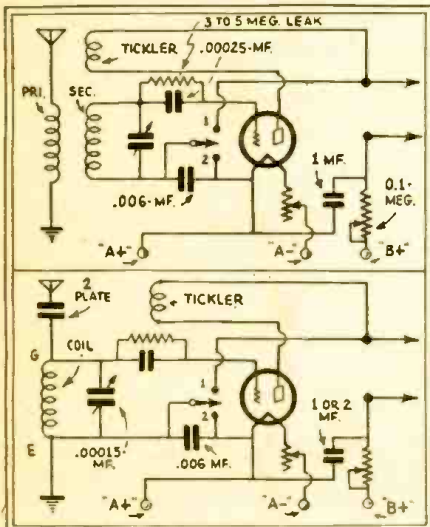 3 TO 5 MEG. LEAK
TICKLER
.00025-MF.
PRI.
SEC.
1
2
1 MF.
.006-MF.
0.1-
MEG.
"A+"
"A-"
"B+"
2
PLATE
TICKLER
G
COIL
1
2
1 OR 2
MF.
E
.00015-
MF.
.006 MF.
"A+"
"A-"
"B+"